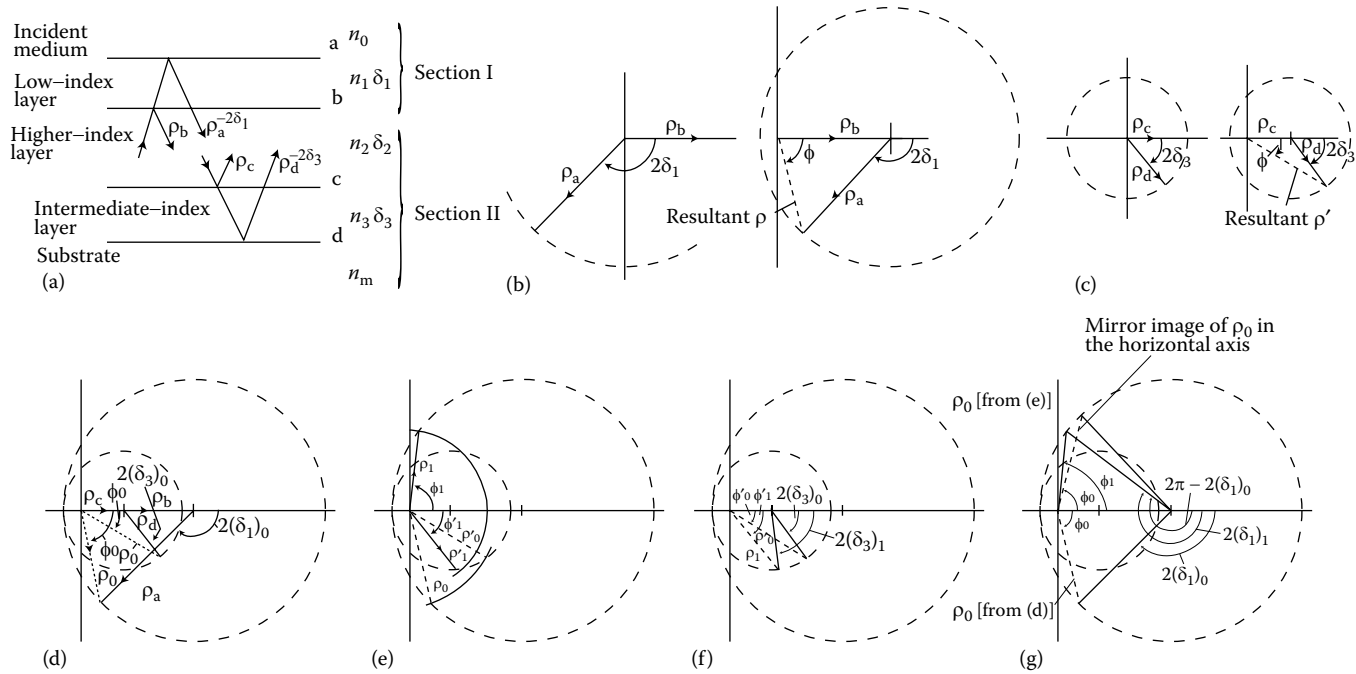 Incident
medium
a
n0
Low–index
layer
n1 δ1
b
Section I
ρb
ρa–2δ1
Higher–index
layer
n2 δ2
ρc
ρd–2δ3
c
Intermediate–index
layer
n3 δ3
Section II
d
Substrate
nm
(a)
ρb
2δ1
ρa
ρb
ϕ
2δ1
ρa
Resultant ρ
(b)
ρc
2δ3
ρd
ρc
ρd
2δ3
ϕ
Resultant ρ′
(c)
2(δ3)0
ρc
ϕ0
ρb
ρd
2(δ1)0
ϕ0
ρ0
ρ0
ρa
(d)
ρ1
ϕ1
ϕ′1
ρ′0
ρ′1
ρ0
(e)
ϕ′0
ϕ′1
2(δ3)0
ρ′0
ρ1
2(δ3)1
(f)
Mirror image of ρ0 in
the horizontal axis
ρ0 [from (e)]
ϕ1
ϕ0
ϕ0
2π – 2(δ1)0
2(δ1)1
2(δ1)0
ρ0 [from (d)]
(g)